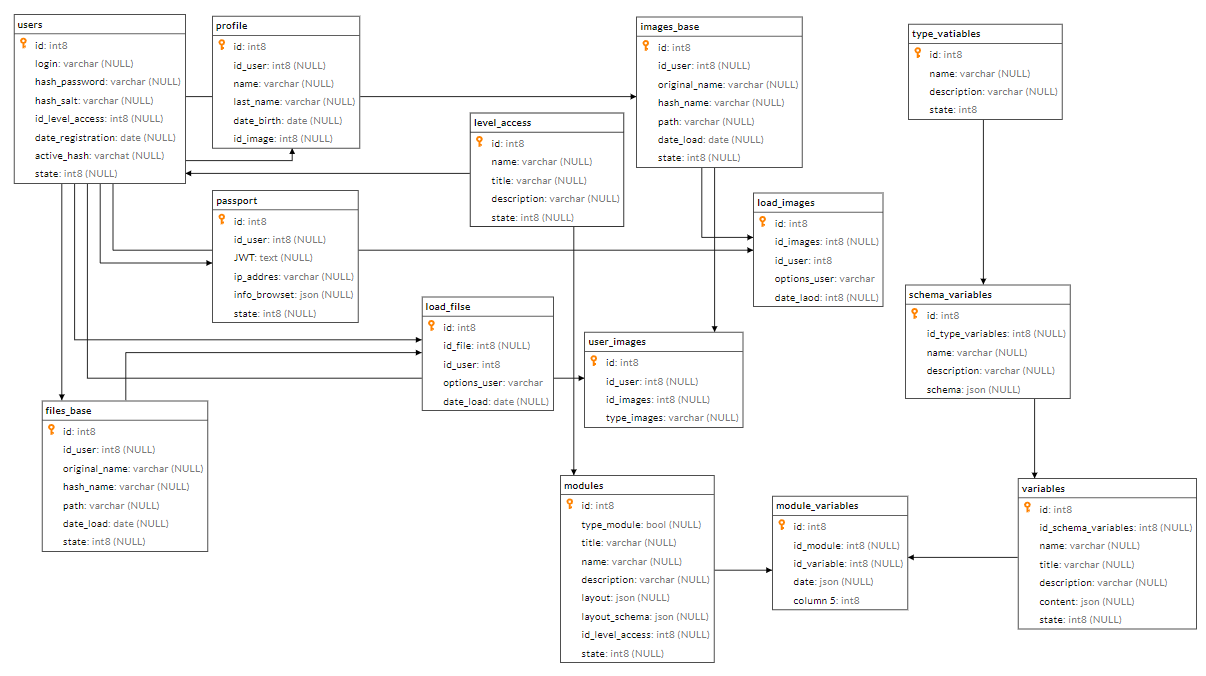 users
id: int8
login: varchar (NULL)
hash_password: varchar (NULL)
hash_salt: varchar (NULL)
id_level_access: int8 (NULL)
date_registration: date (NULL)
active_hash: varchat (NULL)
state: int8 (NULL)
profile
id: int8
id_user: int8 (NULL)
name: varchar (NULL)
last_name: varchar (NULL)
date_birth: date (NULL)
id_image: int8 (NULL)
images_base
id: int8
id_user: int8 (NULL)
original_name: varchar (NULL)
hash_name: varchar (NULL)
path: varchar (NULL)
date_load: date (NULL)
state: int8 (NULL)
type_vatiables
id: int8
name: varchar (NULL)
description: varchar (NULL)
state: int8
level_access
id: int8
name: varchar (NULL)
title: varchar (NULL)
description: varchar (NULL)
state: int8 (NULL)
passport
id: int8
id_user: int8 (NULL)
JWT: text (NULL)
ip_addres: varchar (NULL)
info_browset: json (NULL)
state: int8 (NULL)
load_images
id: int8
id_images: int8 (NULL)
id_user: int8
options_user: varchar
date_laod: int8 (NULL)
load_filse
id: int8
id_file: int8 (NULL)
id_user: int8
options_user: varchar
date_load: date (NULL)
user_images
id: int8
id_user: int8 (NULL)
id_images: int8 (NULL)
type_images: varchar (NULL)
schema_variables
id: int8
id_type_variables: int8 (NULL)
name: varchar (NULL)
description: varchar (NULL)
schema: json (NULL)
files_base
id: int8
id_user: int8 (NULL)
original_name: varchar (NULL)
hash_name: varchar (NULL)
path: varchar (NULL)
date_load: date (NULL)
state: int8 (NULL)
modules
id: int8
type_module: bool (NULL)
title: varchar (NULL)
name: varchar (NULL)
description: varchar (NULL)
layout: json (NULL)
layout_schema: json (NULL)
id_level_access: int8 (NULL)
state: int8 (NULL)
module_variables
id: int8
id_module: int8 (NULL)
id_variable: int8 (NULL)
date: json (NULL)
column 5: int8
variables
id: int8
id_schema_variables: int8 (NULL)
name: varchar (NULL)
title: varchar (NULL)
description: varchar (NULL)
content: json (NULL)
state: int8 (NULL)